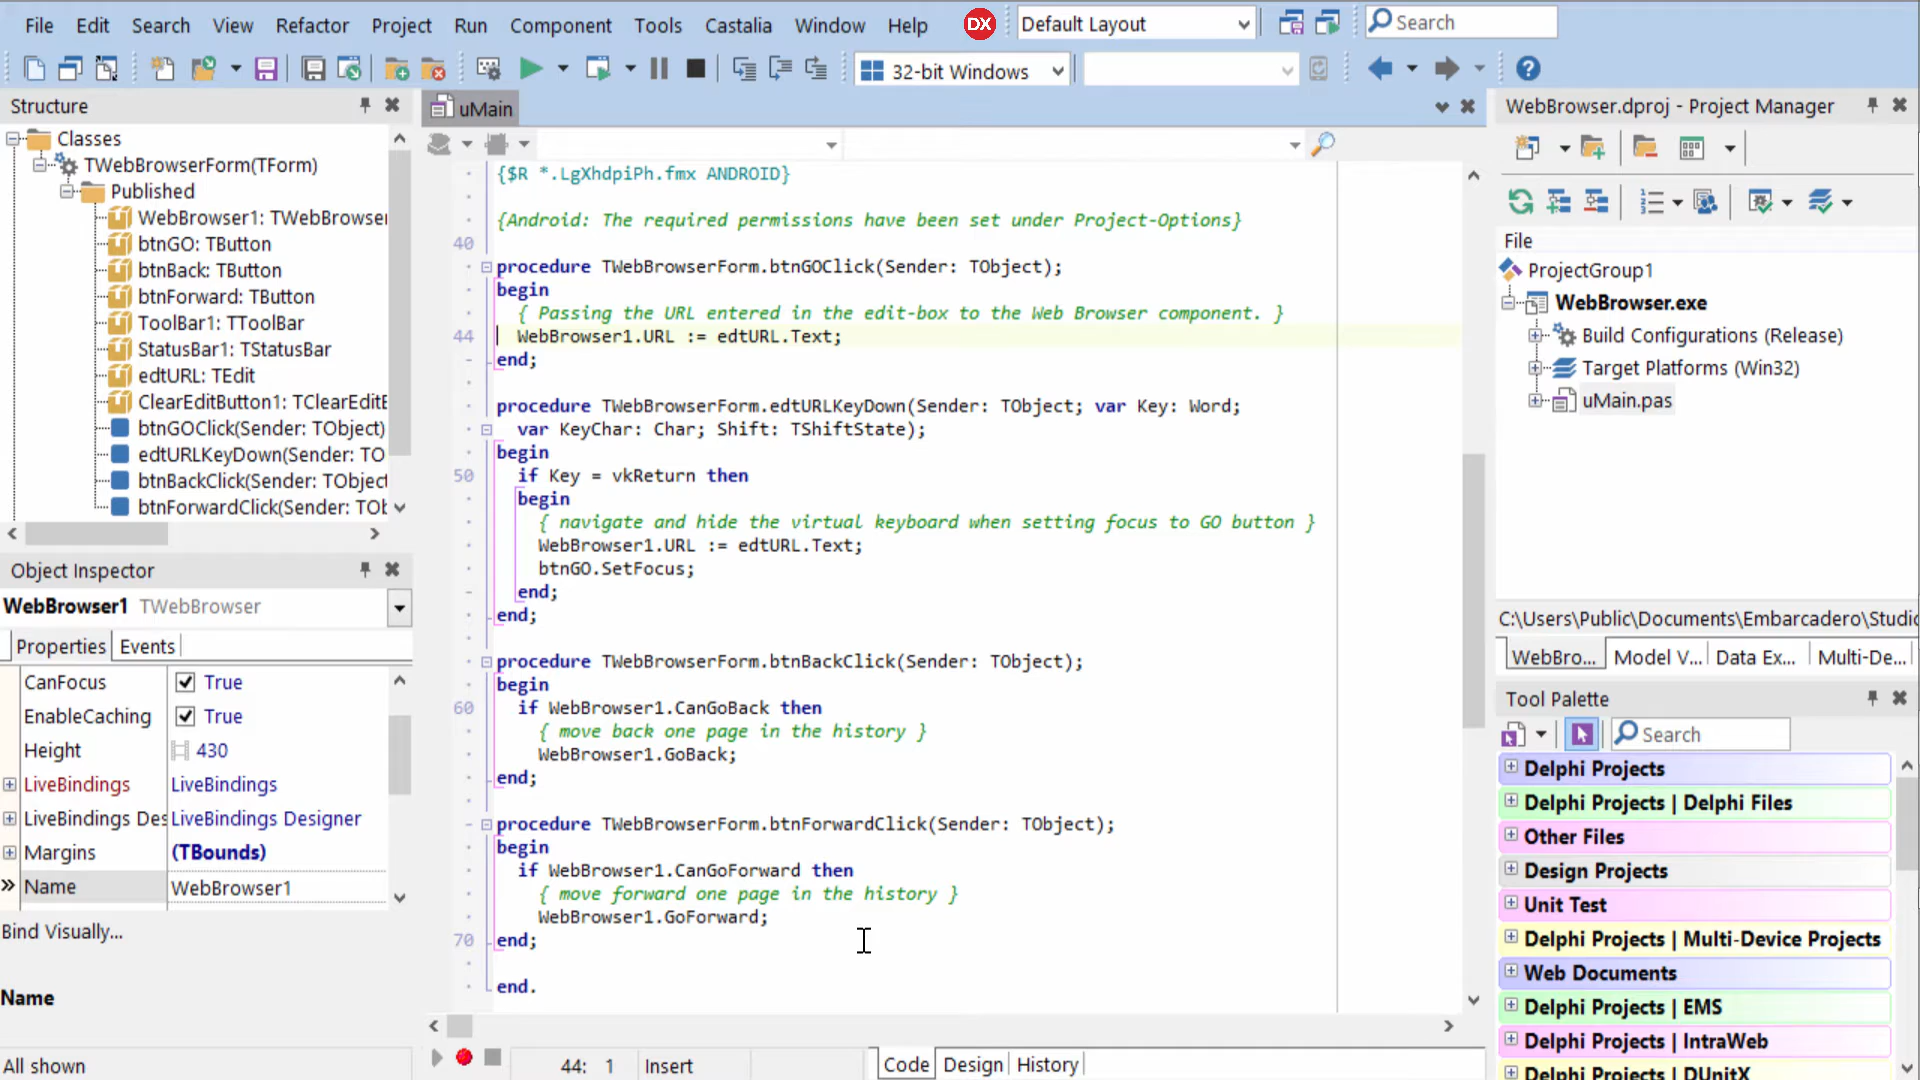 File Edit Search View Refactor Project Run Component Tools Castalia Window Help DX Default Layout Search
32-bit Windows
Structure
Classes
TWebBrowserForm(TForm)
Published
WebBrowser1: TWebBrowser
btnGO: TButton
btnBack: TButton
btnForward: TButton
ToolBar1: TToolBar
StatusBar1: TStatusBar
edtURL: TEdit
ClearEditButton1: TClearEditB
btnGOClick(Sender: TObject)
edtURLKeyDown(Sender: TO
btnBackClick(Sender: TObject
btnForwardClick(Sender: TOb
Object Inspector
WebBrowser1 TWebBrowser
Properties Events
CanFocus True
EnableCaching True
Height 430
LiveBindings LiveBindings
LiveBindings Des LiveBindings Designer
Margins (TBounds)
Name WebBrowser1
Bind Visually...
Name
All shown
uMain
{$R *.LgXhdpiPh.fmx ANDROID}
{Android: The required permissions have been set under Project-Options}
40
procedure TWebBrowserForm.btnGOClick(Sender: TObject);
begin
{ Passing the URL entered in the edit-box to the Web Browser component. }
44 WebBrowser1.URL := edtURL.Text;
end;
procedure TWebBrowserForm.edtURLKeyDown(Sender: TObject; var Key: Word;
var KeyChar: Char; Shift: TShiftState);
begin
50 if Key = vkReturn then
begin
{ navigate and hide the virtual keyboard when setting focus to GO button }
WebBrowser1.URL := edtURL.Text;
btnGO.SetFocus;
end;
end;
procedure TWebBrowserForm.btnBackClick(Sender: TObject);
begin
60 if WebBrowser1.CanGoBack then
{ move back one page in the history }
WebBrowser1.GoBack;
end;
procedure TWebBrowserForm.btnForwardClick(Sender: TObject);
begin
if WebBrowser1.CanGoForward then
{ move forward one page in the history }
WebBrowser1.GoForward;
70 end;
end.
44: 1 Insert Code Design History
WebBrowser.dproj - Project Manager
File
ProjectGroup1
WebBrowser.exe
Build Configurations (Release)
Target Platforms (Win32)
uMain.pas
C:\Users\Public\Documents\Embarcadero\Studio
WebBro... Model V... Data Ex... Multi-De...
Tool Palette
Search
Delphi Projects
Delphi Projects | Delphi Files
Other Files
Design Projects
Unit Test
Delphi Projects | Multi-Device Projects
Web Documents
Delphi Projects | EMS
Delphi Projects | IntraWeb
Delphi Projects | DUnitX